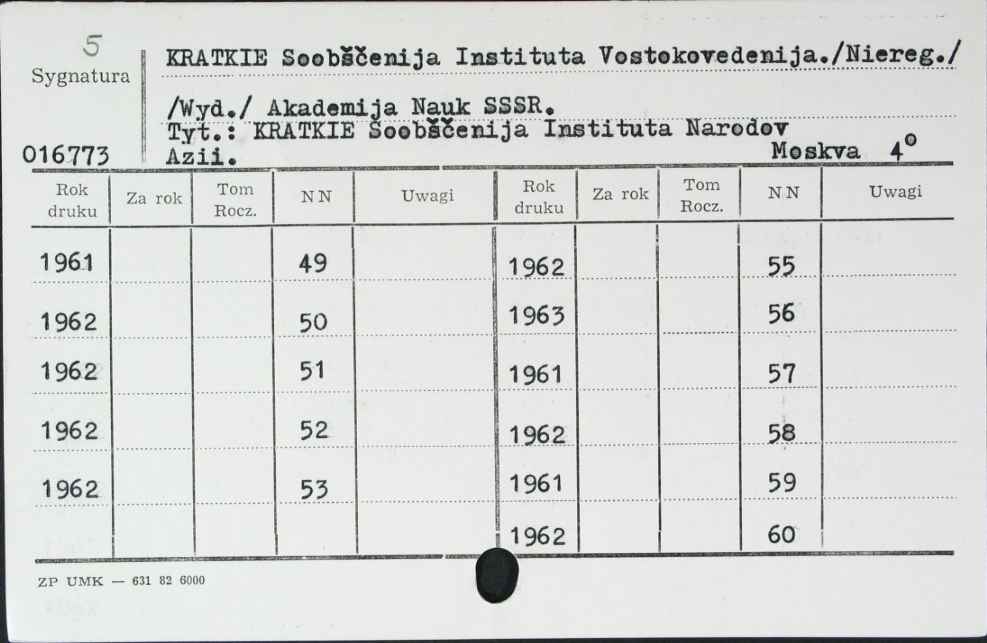 5
Sygnatura
KRATKIE Soobščenija Instituta Vostokovedenija./Niereg./
/Wyd./ Akademija Nauk SSSR.
Tyt.: KRATKIE Soobščenija Instituta Narodov
016773 Azii. Moskva 4°
Rok druku Za rok Tom Rocz. NN Uwagi Rok druku Za rok Tom Rocz. NN Uwagi
1961 49 1962 55
1962 50 1963 56
1962 51 1961 57
1962 52 1962 58
1962 53 1961 59
1962 60
ZP UMK — 631 82 6000